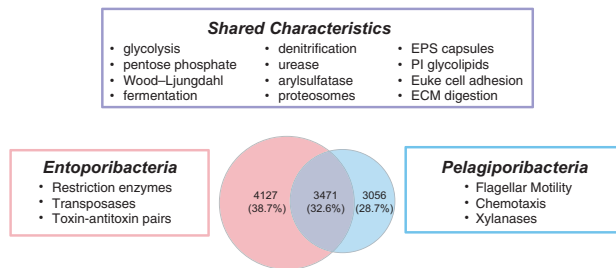 Shared Characteristics
• glycolysis
• pentose phosphate
• Wood–Ljungdahl
• fermentation
• denitrification
• urease
• arylsulfatase
• proteosomes
• EPS capsules
• PI glycolipids
• Euke cell adhesion
• ECM digestion
Entoporibacteria
• Restriction enzymes
• Transposases
• Toxin-antitoxin pairs
4127
(38.7%)
3471
(32.6%)
3056
(28.7%)
Pelagiporibacteria
• Flagellar Motility
• Chemotaxis
• Xylanases